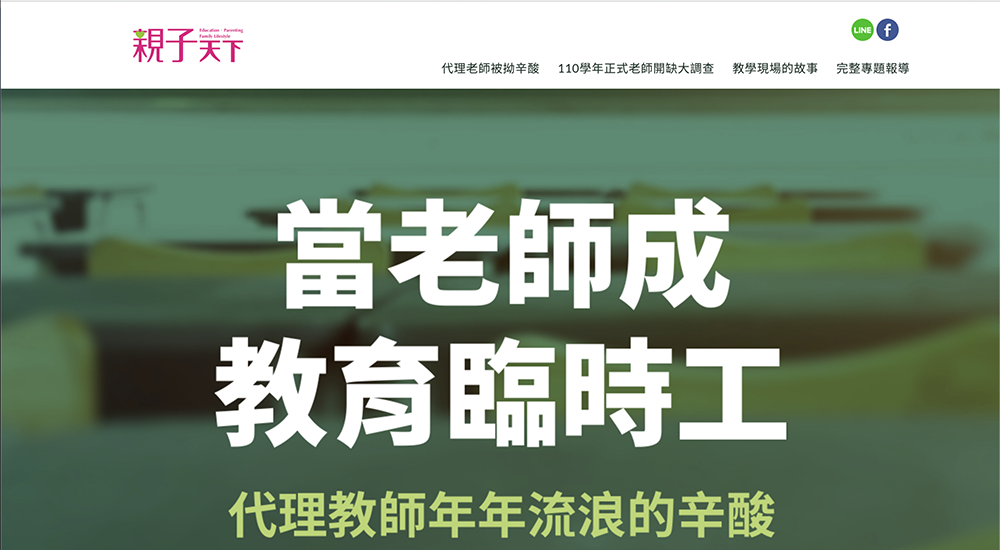 親子天下
Education · Parenting
Family Lifestyle
LINE
f
代理老師被拗辛酸 110學年正式老師開缺大調查 教學現場的故事 完整專題報導
當老師成
教育臨時工
代理教師年年流浪的辛酸